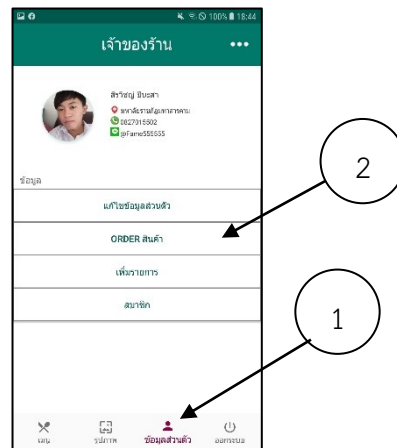 100% 18:44
เจ้าของร้าน
0827015502
@Fame555555
ข้อมูล
แก้ไขข้อมูลส่วนตัว
ORDER สินค้า
เพิ่มรายการ
สมาชิก
2
1
เมนู รูปภาพ ข้อมูลส่วนตัว ออกระบบ